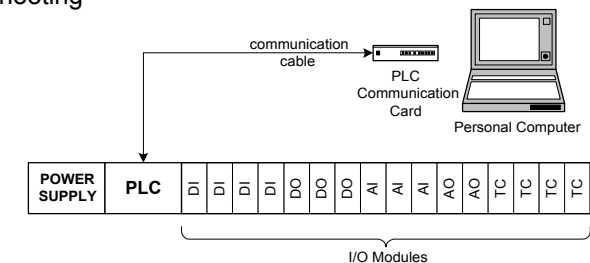 communication
cable
PLC
Communication
Card
Personal Computer
POWER
SUPPLY
PLC
DI
DI
DI
DI
DO
DO
DO
AI
AI
AI
AO
AO
TC
TC
TC
TC
I/O Modules